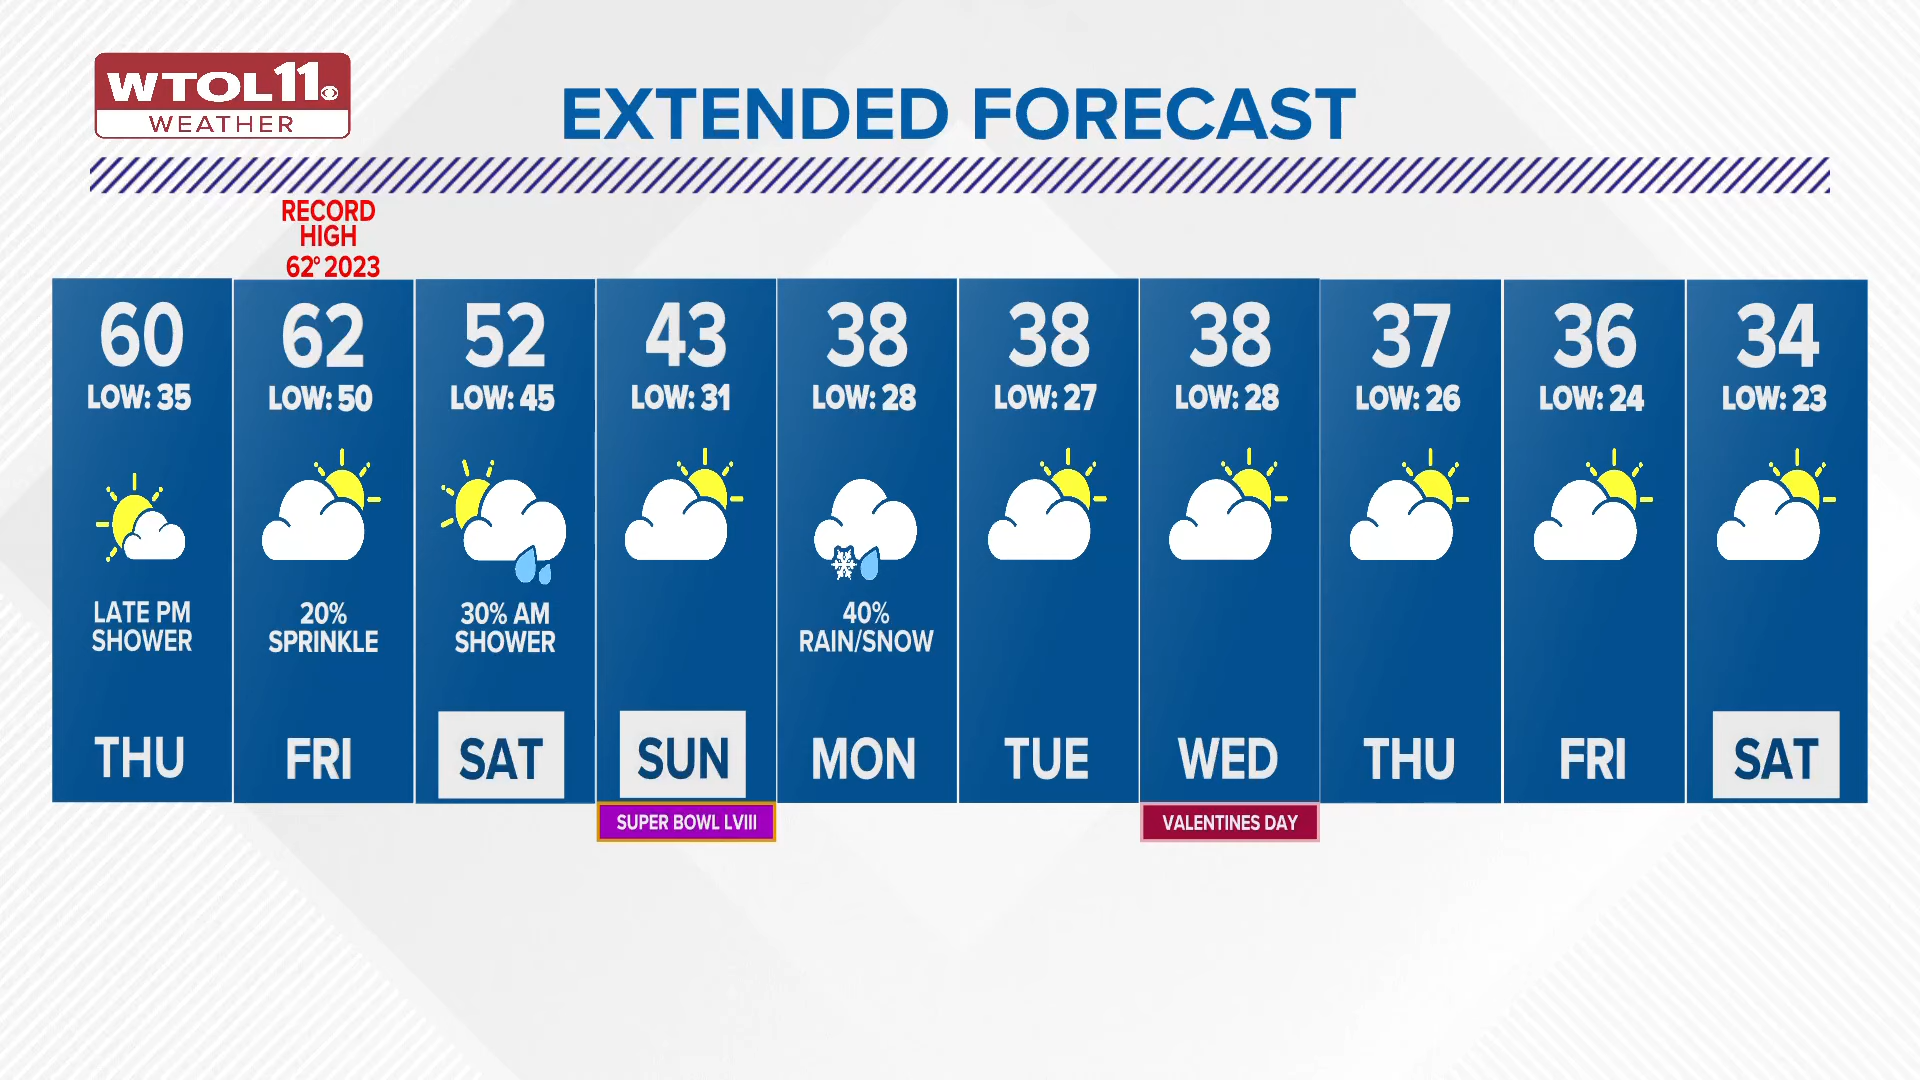 WTOL 11
WEATHER
EXTENDED FORECAST
RECORD
HIGH
62° 2023
60
LOW: 35
LATE PM
SHOWER
THU
62
LOW: 50
20%
SPRINKLE
FRI
52
LOW: 45
30% AM
SHOWER
SAT
43
LOW: 31
SUN
SUPER BOWL LVIII
38
LOW: 28
40%
RAIN/SNOW
MON
38
LOW: 27
TUE
38
LOW: 28
WED
VALENTINES DAY
37
LOW: 26
THU
36
LOW: 24
FRI
34
LOW: 23
SAT